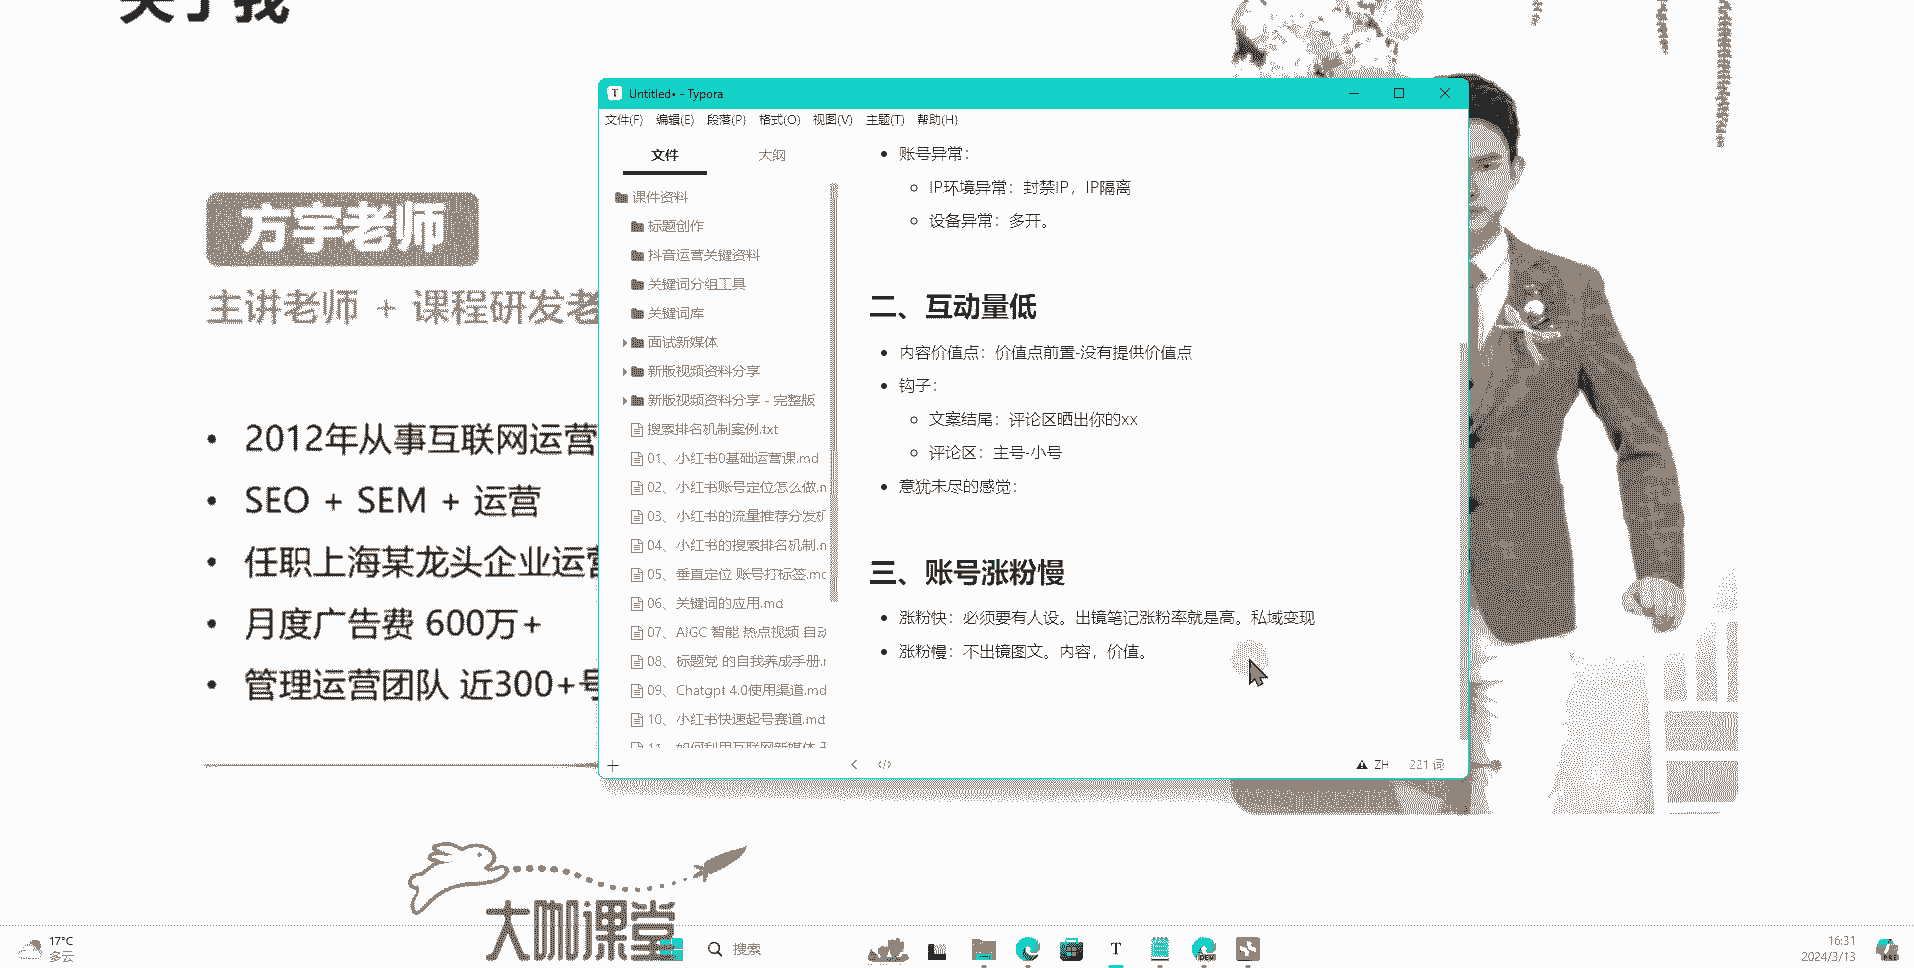 关于我
方宇老师
主讲老师 + 课程研发老
• 2012年从事互联网运营
• SEO + SEM + 运营
• 任职上海某龙头企业运营
• 月度广告费 600万+
• 管理运营团队 近300+号
Untitled• - Typora
文件(F) 编辑(E) 段落(P) 格式(O) 视图(V) 主题(T) 帮助(H)
文件 大纲
课件资料
标题创作
抖音运营关键资料
关键词分组工具
关键词库
面试新媒体
新版视频资料分享
新版视频资料分享 - 完整版
搜索排名机制案例.txt
01、小红书0基础运营课.md
02、小红书账号定位怎么做.n
03、小红书的流量推荐分发机
04、小红书的搜索排名机制.n
05、垂直定位 账号打标签.mc
06、关键词的应用.md
07、AIGC 智能 热点视频 自动
08、标题党 的自我养成手册.r
09、Chatgpt 4.0使用渠道.md
10、小红书快速起号赛道.md
11、如何利用互联网新媒体
• 账号异常：
IP环境异常：封禁IP，IP隔离
设备异常：多开。
二、互动量低
• 内容价值点：价值点前置-没有提供价值点
• 钩子：
文案结尾：评论区晒出你的xx
评论区：主号-小号
• 意犹未尽的感觉：
三、账号涨粉慢
• 涨粉快：必须要有人设。出镜笔记涨粉率就是高。私域变现
• 涨粉慢：不出镜图文。内容，价值。
ZH 221 词
大咖课堂
17°C
多云
搜索
16:31
2024/3/13